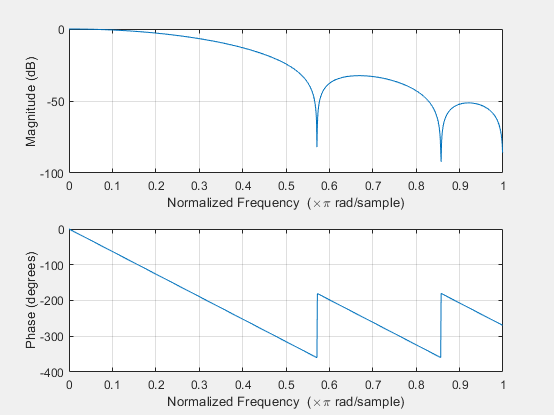 0
-50
-100
Magnitude (dB)
0 0.1 0.2 0.3 0.4 0.5 0.6 0.7 0.8 0.9 1
Normalized Frequency (×π rad/sample)
0
-100
-200
-300
-400
Phase (degrees)
0 0.1 0.2 0.3 0.4 0.5 0.6 0.7 0.8 0.9 1
Normalized Frequency (×π rad/sample)